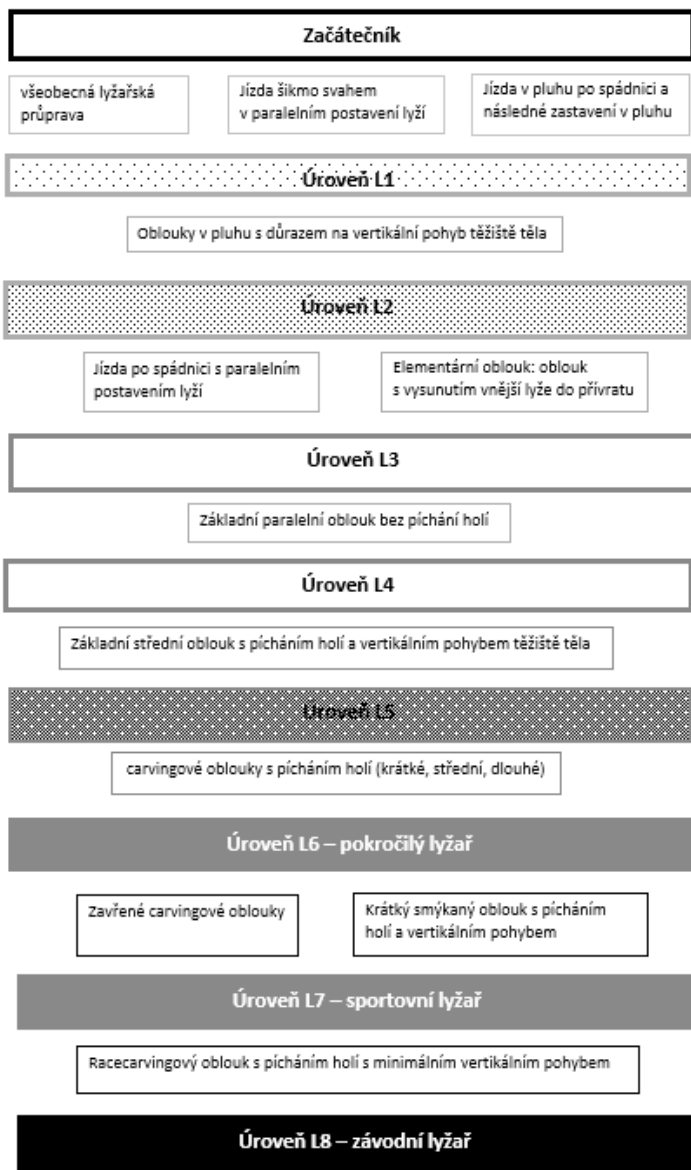 Začátečník
všeobecná lyžařská
průprava
Jízda šikmo svahem
v paralelním postavení lyží
Jízda v pluhu po spádnici a
následné zastavení v pluhu
Úroveň L1
Oblouky v pluhu s důrazem na vertikální pohyb těžiště těla
Úroveň L2
Jízda po spádnici s paralelním
postavením lyží
Elementární oblouk: oblouk
s vysunutím vnější lyže do přívratu
Úroveň L3
Základní paralelní oblouk bez píchání holí
Úroveň L4
Základní střední oblouk s pícháním holí a vertikálním pohybem těžiště těla
Úroveň L5
carvingové oblouky s pícháním holí (krátké, střední, dlouhé)
Úroveň L6 – pokročilý lyžař
Zavřené carvingové oblouky
Krátký smýkaný oblouk s pícháním
holí a vertikálním pohybem
Úroveň L7 – sportovní lyžař
Racecarvingový oblouk s pícháním holí s minimálním vertikálním pohybem
Úroveň L8 – závodní lyžař